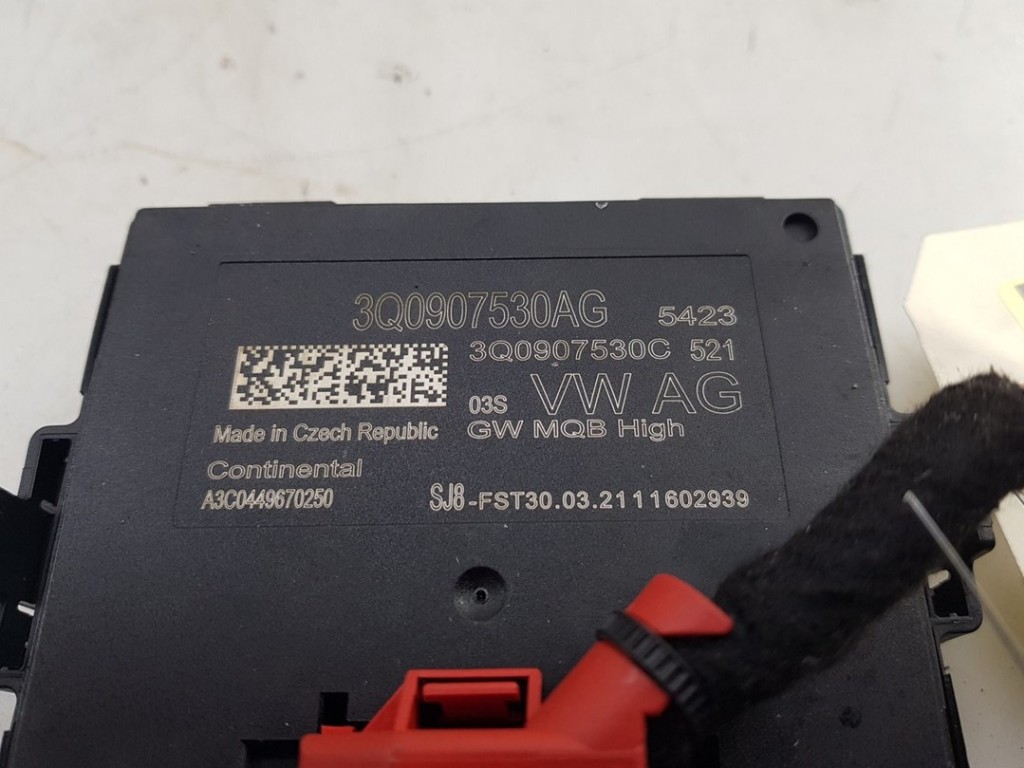 3Q0907530AG 5423
3Q0907530C 521
03S VW AG
Made in Czech Republic GW MQB High
Continental
A3C0449670250 SJ8-FST30.03.2111602939